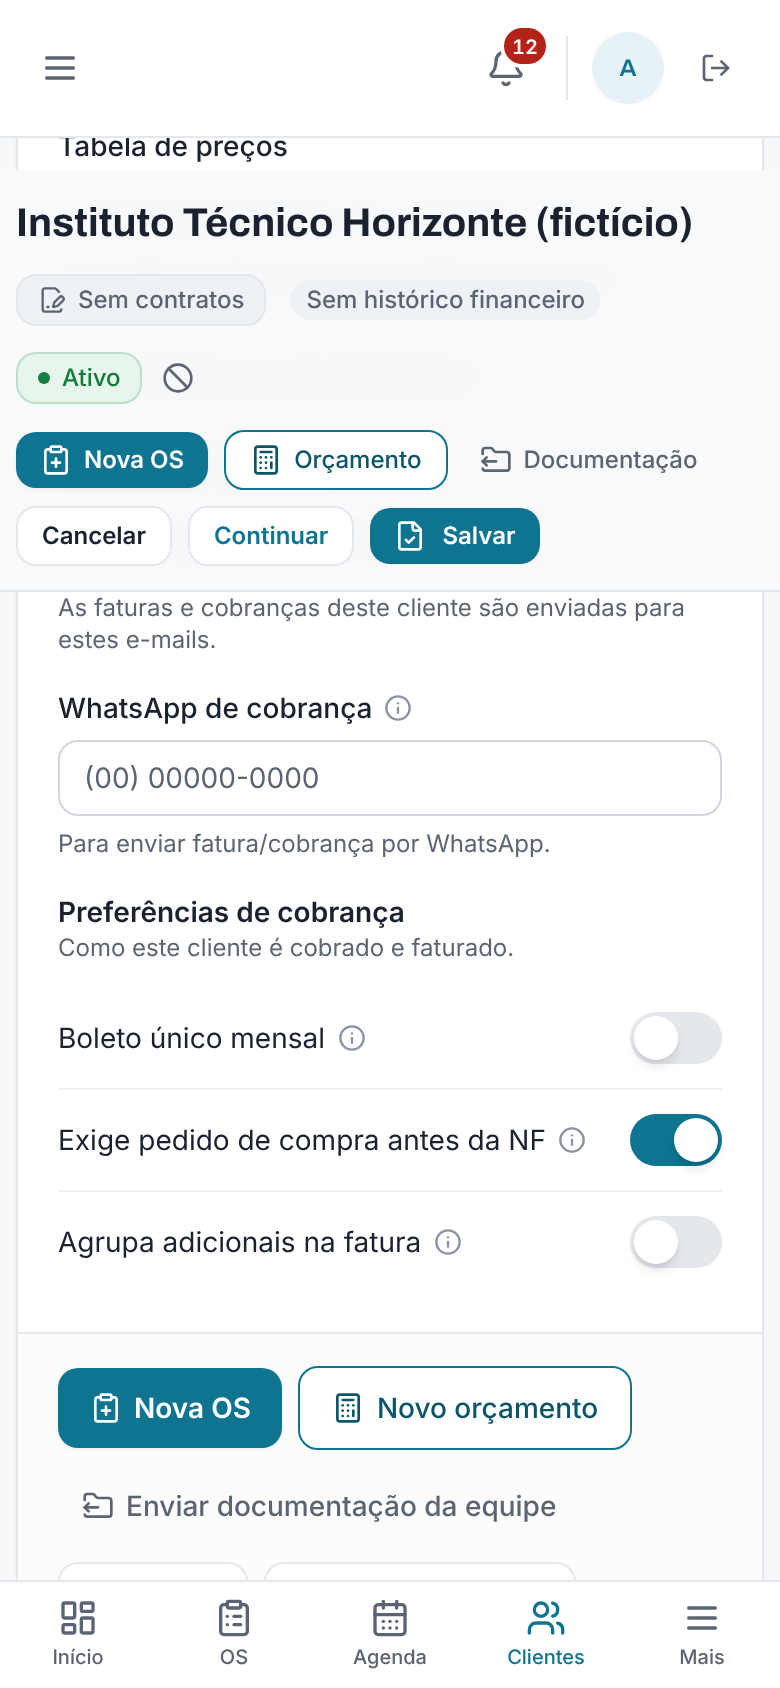 12
A
Tabela de preços
Instituto Técnico Horizonte (fictício)
Sem contratos
Sem histórico financeiro
Ativo
Nova OS
Orçamento
Documentação
Cancelar
Continuar
Salvar
As faturas e cobranças deste cliente são enviadas para
estes e-mails.
WhatsApp de cobrança
(00) 00000-0000
Para enviar fatura/cobrança por WhatsApp.
Preferências de cobrança
Como este cliente é cobrado e faturado.
Boleto único mensal
Exige pedido de compra antes da NF
Agrupa adicionais na fatura
Nova OS
Novo orçamento
Enviar documentação da equipe
Início
OS
Agenda
Clientes
Mais